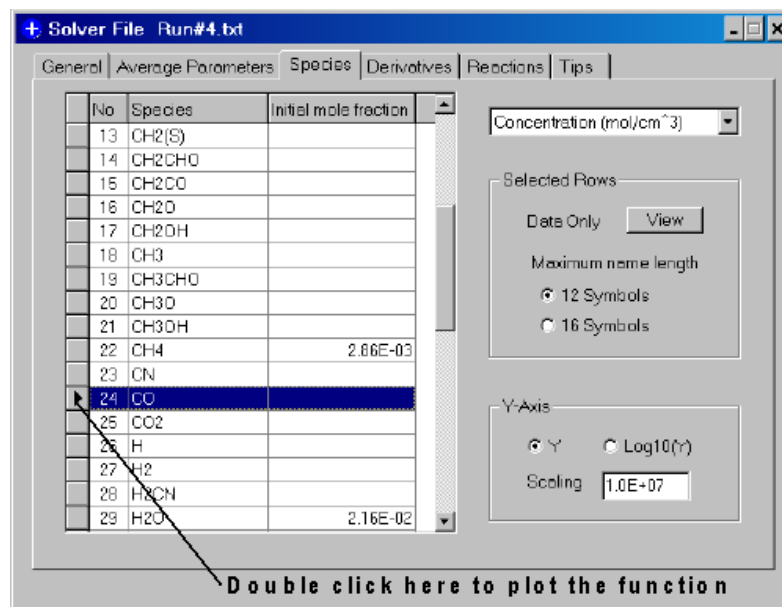 Solver File Run#4.txt
General Average Parameters Species Derivatives Reactions Tips
No Species Initial mole fraction
13 CH2(S)
14 CH2CHO
15 CH2CO
16 CH2O
17 CH2OH
18 CH3
19 CH3CHO
20 CH3O
21 CH3OH
22 CH4 2.86E-03
23 CN
24 CO
25 CO2
26 H
27 H2
28 H2CN
29 H2O 2.16E-02
Concentration (mol/cm^3)
Selected Rows
Data Only View
Maximum name length
12 Symbols
16 Symbols
Y-Axis
Y Log10(Y)
Scaling 1.0E+07
Double click here to plot the function